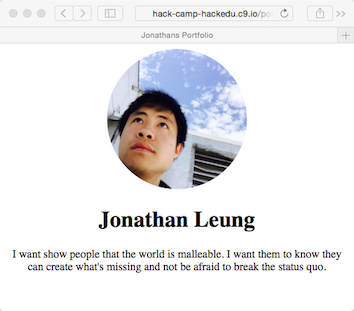 hack-camp-hackedu.c9.io/po
Jonathans Portfolio
Jonathan Leung
I want show people that the world is malleable. I want them to know they
can create what's missing and not be afraid to break the status quo.